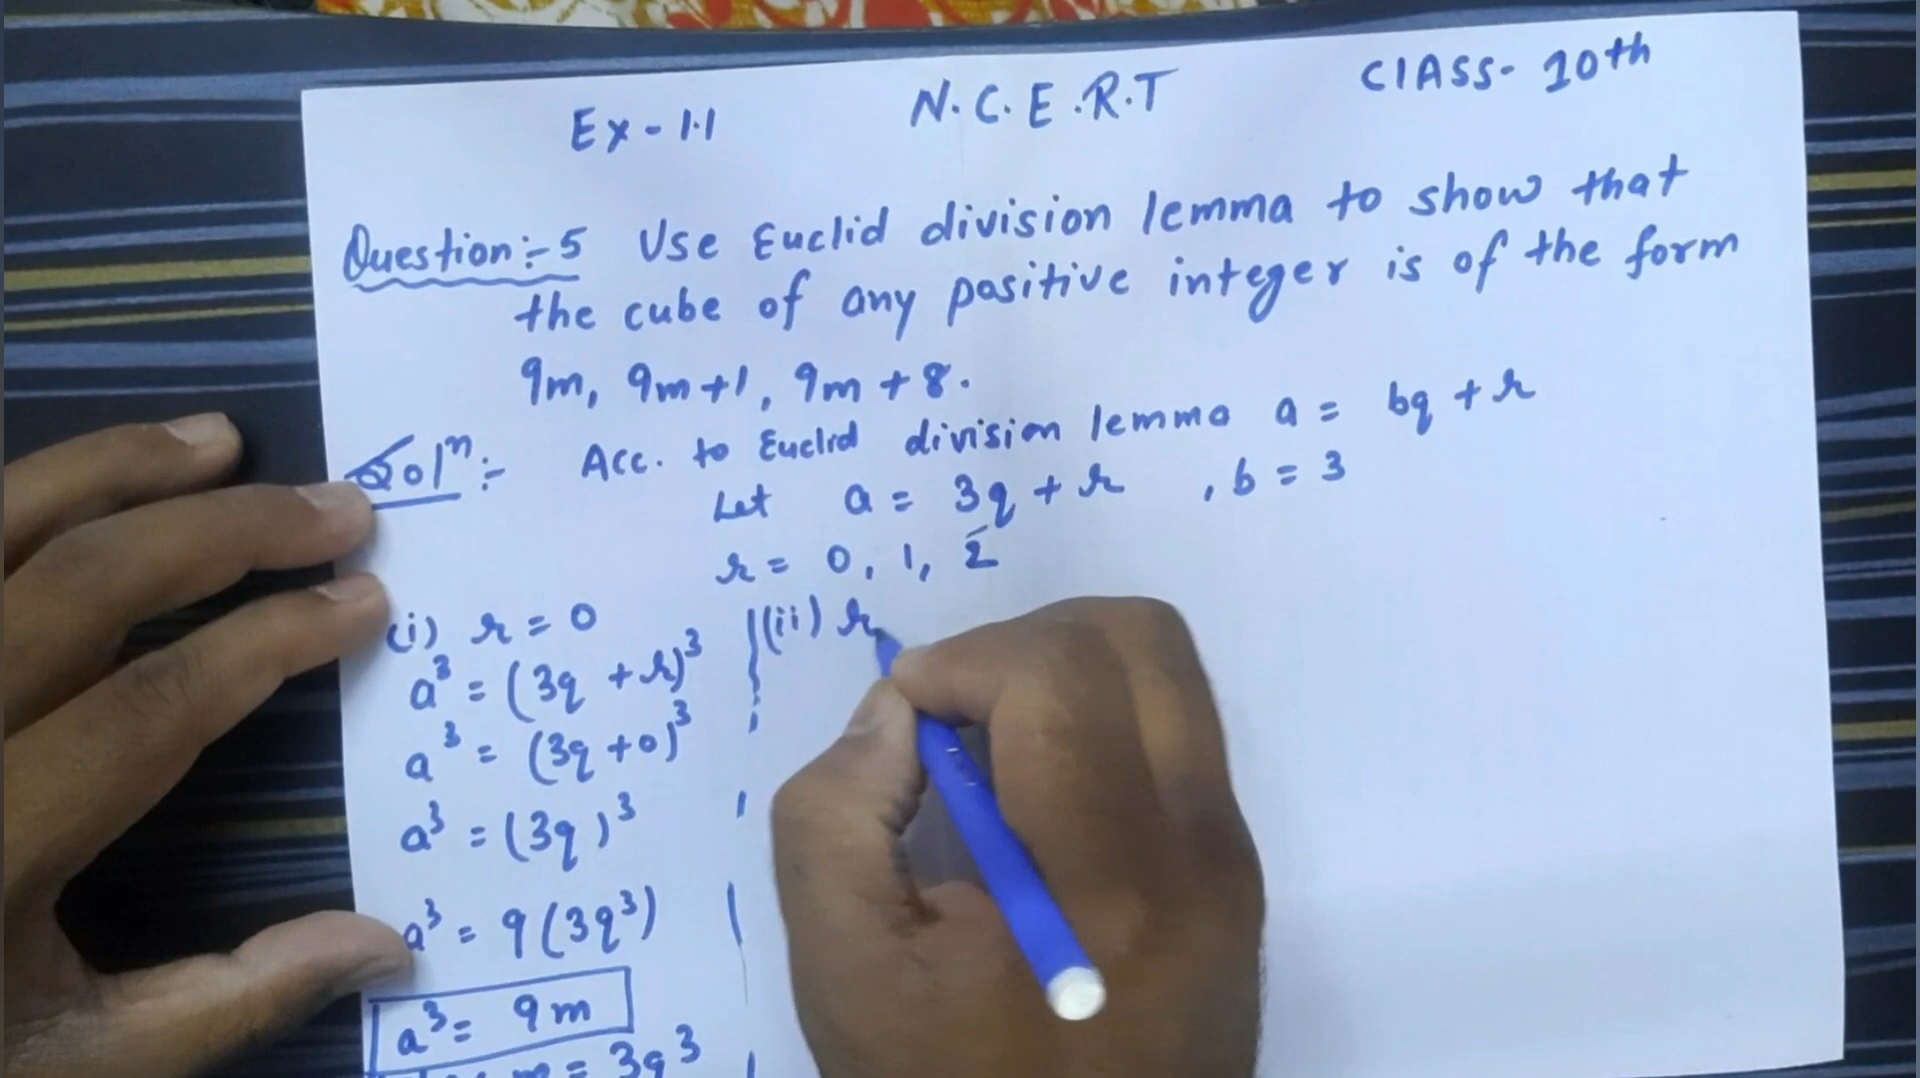 Ex-1.1 N.C.E.R.T CLASS-10th
Question:-5 Use Euclid division lemma to show that
the cube of any positive integer is of the form
9m, 9m+1, 9m+8.
Solⁿ:- Acc. to Euclid division lemma a = bq + r
Let a = 3q + r , b = 3
r = 0, 1, 2
(i) r = 0
a³ = (3q + r)³
a³ = (3q + 0)³
a³ = (3q)³
a³ = 9(3q³)
a³ = 9m
m = 3q³
(ii) r